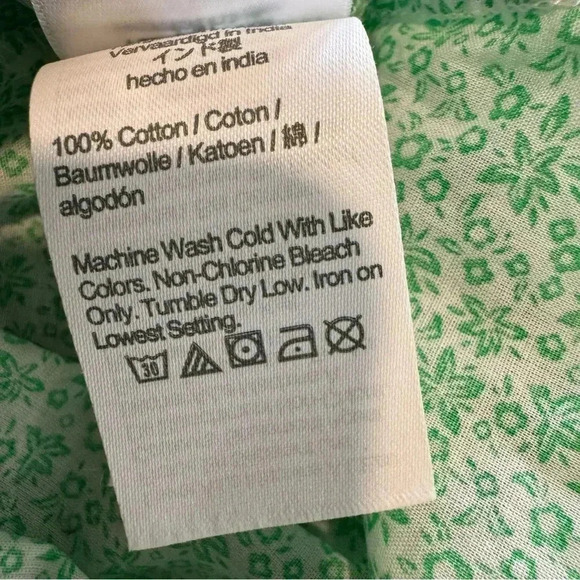 Vervaardigd in India
インド製
hecho en india
100% Cotton / Coton /
Baumwolle / Katoen / 綿 /
algodón
Machine Wash Cold With Like
Colors. Non-Chlorine Bleach
Only. Tumble Dry Low. Iron on
Lowest Setting.
30